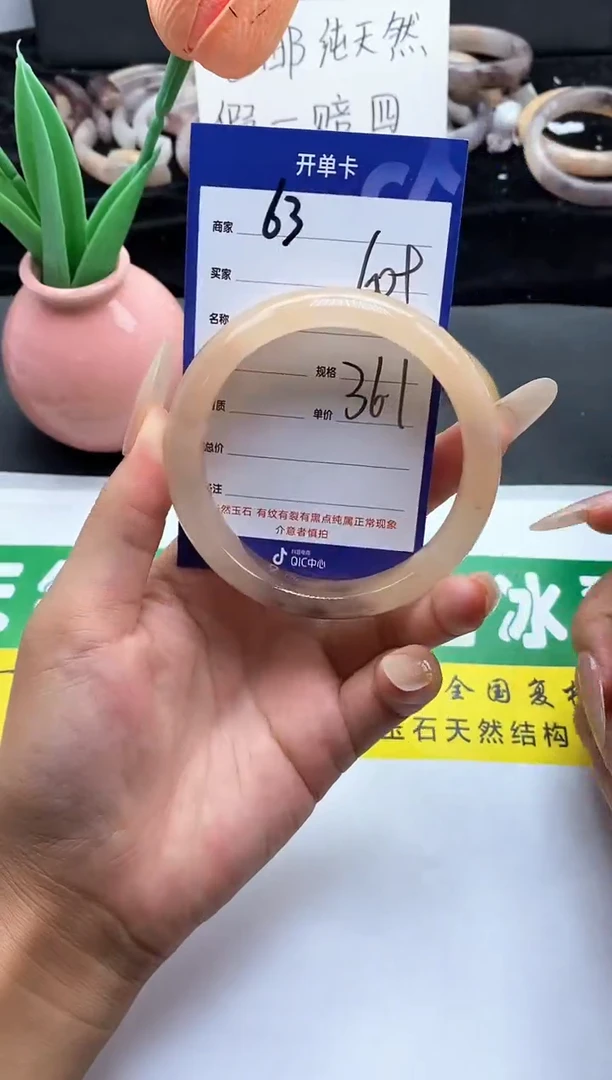 纯天然
假一赔四
开单卡
商家 63
买家
名称
规格
质 单价 361
总价
注
然玉石 有纹有裂有黑点纯属正常现象
介意者慎拍
QIC中心
冰
全国复
玉石天然结构